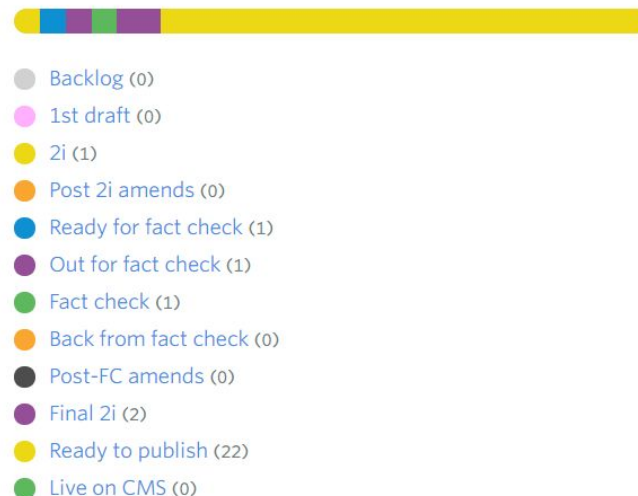 Backlog (0)
1st draft (0)
2i (1)
Post 2i amends (0)
Ready for fact check (1)
Out for fact check (1)
Fact check (1)
Back from fact check (0)
Post-FC amends (0)
Final 2i (2)
Ready to publish (22)
Live on CMS (0)